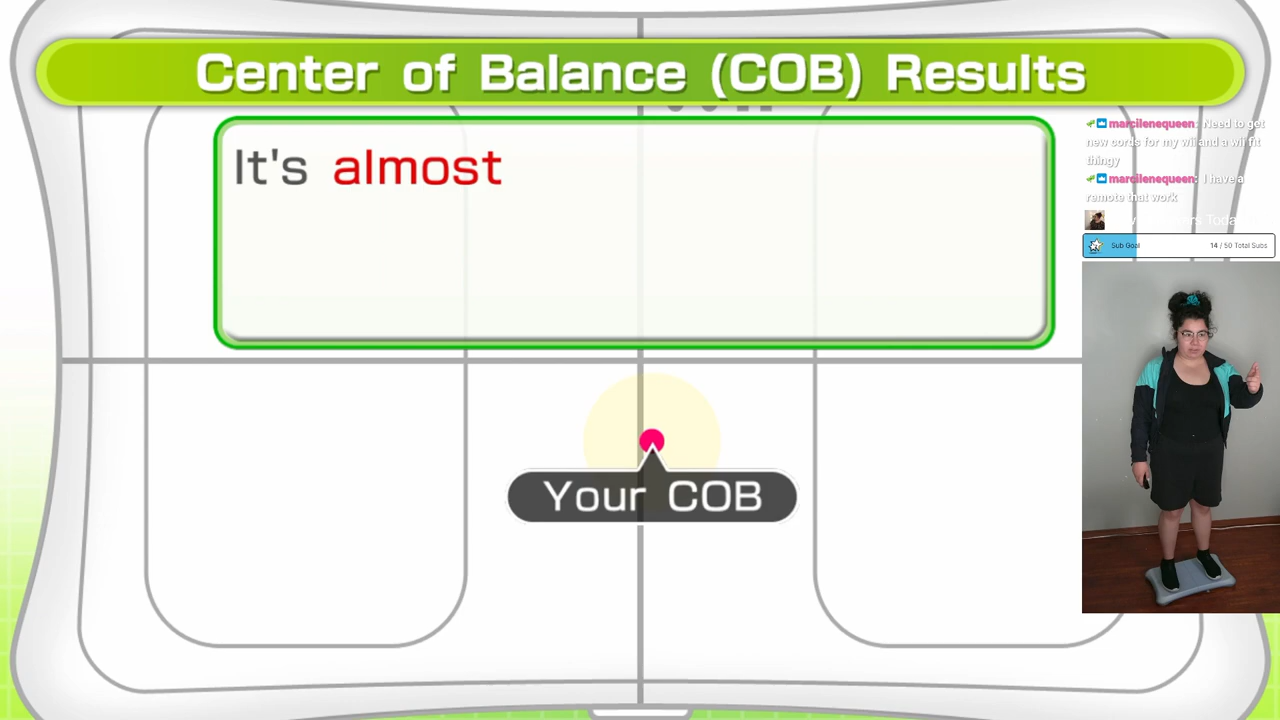 Center of Balance (COB) Results
It's almost
Your COB
marcilenequeen: Need to get
new cords for my wii and a wii fit
thingy
marcilenequeen: I have a
remote that work
Sub Goal 14 / 50 Total Subs